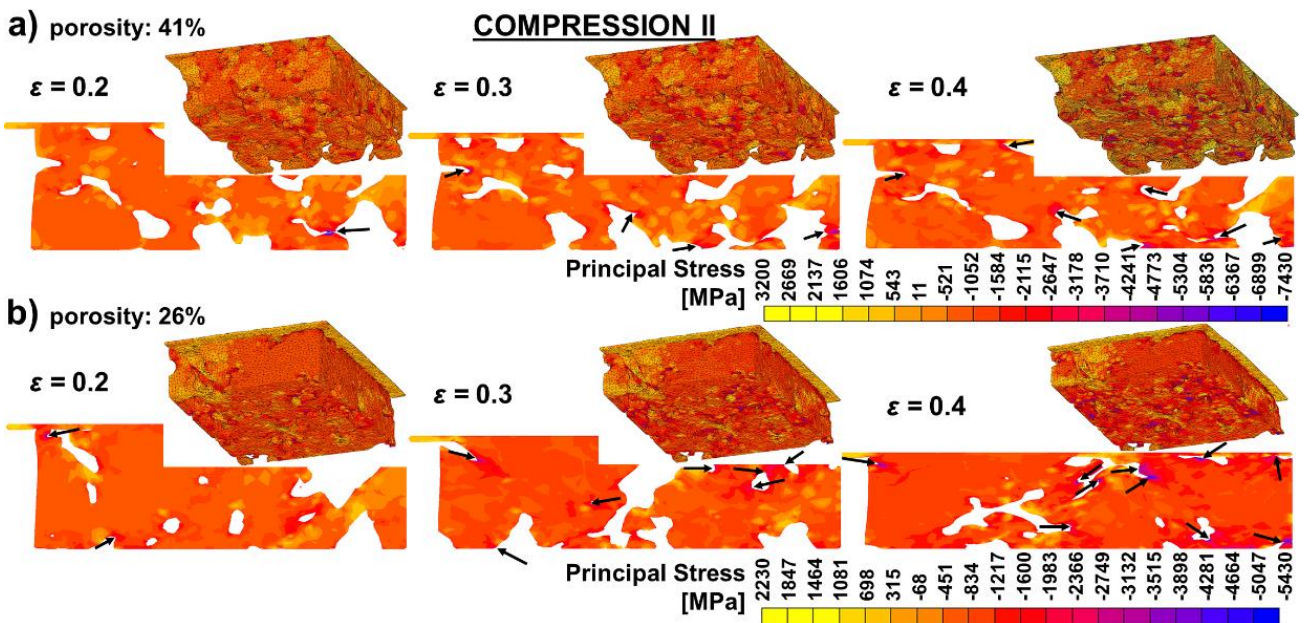 a) porosity: 41%
COMPRESSION II
ε = 0.2
ε = 0.3
ε = 0.4
Principal Stress
[MPa]
3200 2669 2137 1606 1074 543 11 -521 -1052 -1584 -2115 -2647 -3178 -3710 -4241 -4773 -5304 -5836 -6367 -6899 -7430
b) porosity: 26%
ε = 0.2
ε = 0.3
ε = 0.4
Principal Stress
[MPa]
2230 1847 1464 1081 698 315 -68 -451 -834 -1217 -1600 -1983 -2366 -2749 -3132 -3515 -3898 -4281 -4664 -5047 -5430